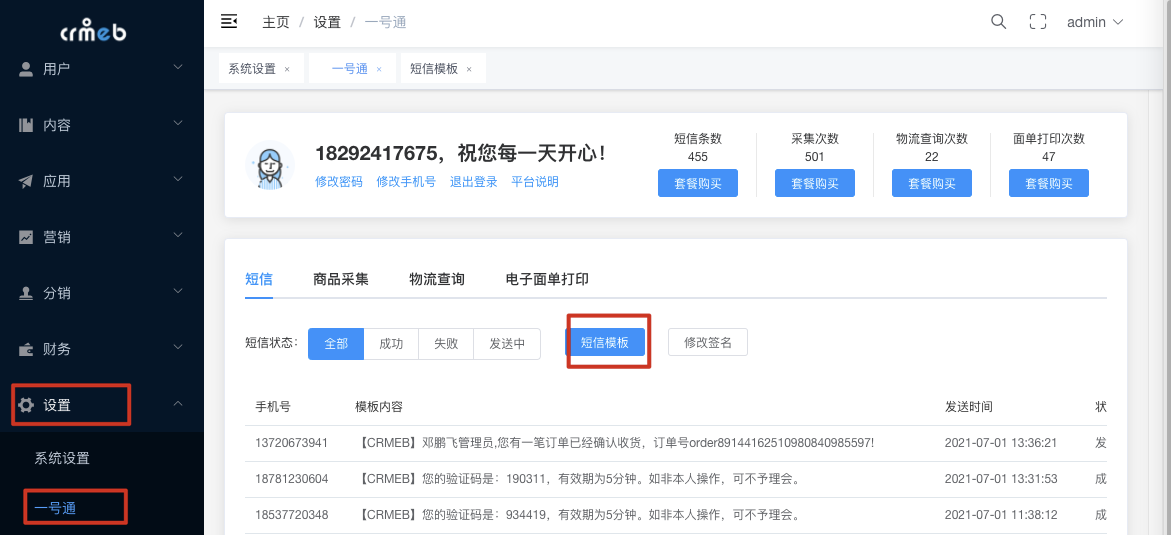 crmeb
用户
内容
应用
营销
分销
财务
设置
系统设置
一号通
主页 / 设置 / 一号通
admin
系统设置 × 一号通 × 短信模板 ×
18292417675，祝您每一天开心！
修改密码 修改手机号 退出登录 平台说明
短信条数 采集次数 物流查询次数 面单打印次数
455 501 22 47
套餐购买 套餐购买 套餐购买 套餐购买
短信 商品采集 物流查询 电子面单打印
短信状态： 全部 成功 失败 发送中 短信模板 修改签名
手机号 模板内容 发送时间 状
13720673941 【CRMEB】邓鹏飞管理员,您有一笔订单已经确认收货，订单号order89144162510980840985597! 2021-07-01 13:36:21 发
18781230604 【CRMEB】您的验证码是：190311，有效期为5分钟。如非本人操作，可不予理会。 2021-07-01 13:31:53 成
18537720348 【CRMEB】您的验证码是：934419，有效期为5分钟。如非本人操作，可不予理会。 2021-07-01 11:38:12 成